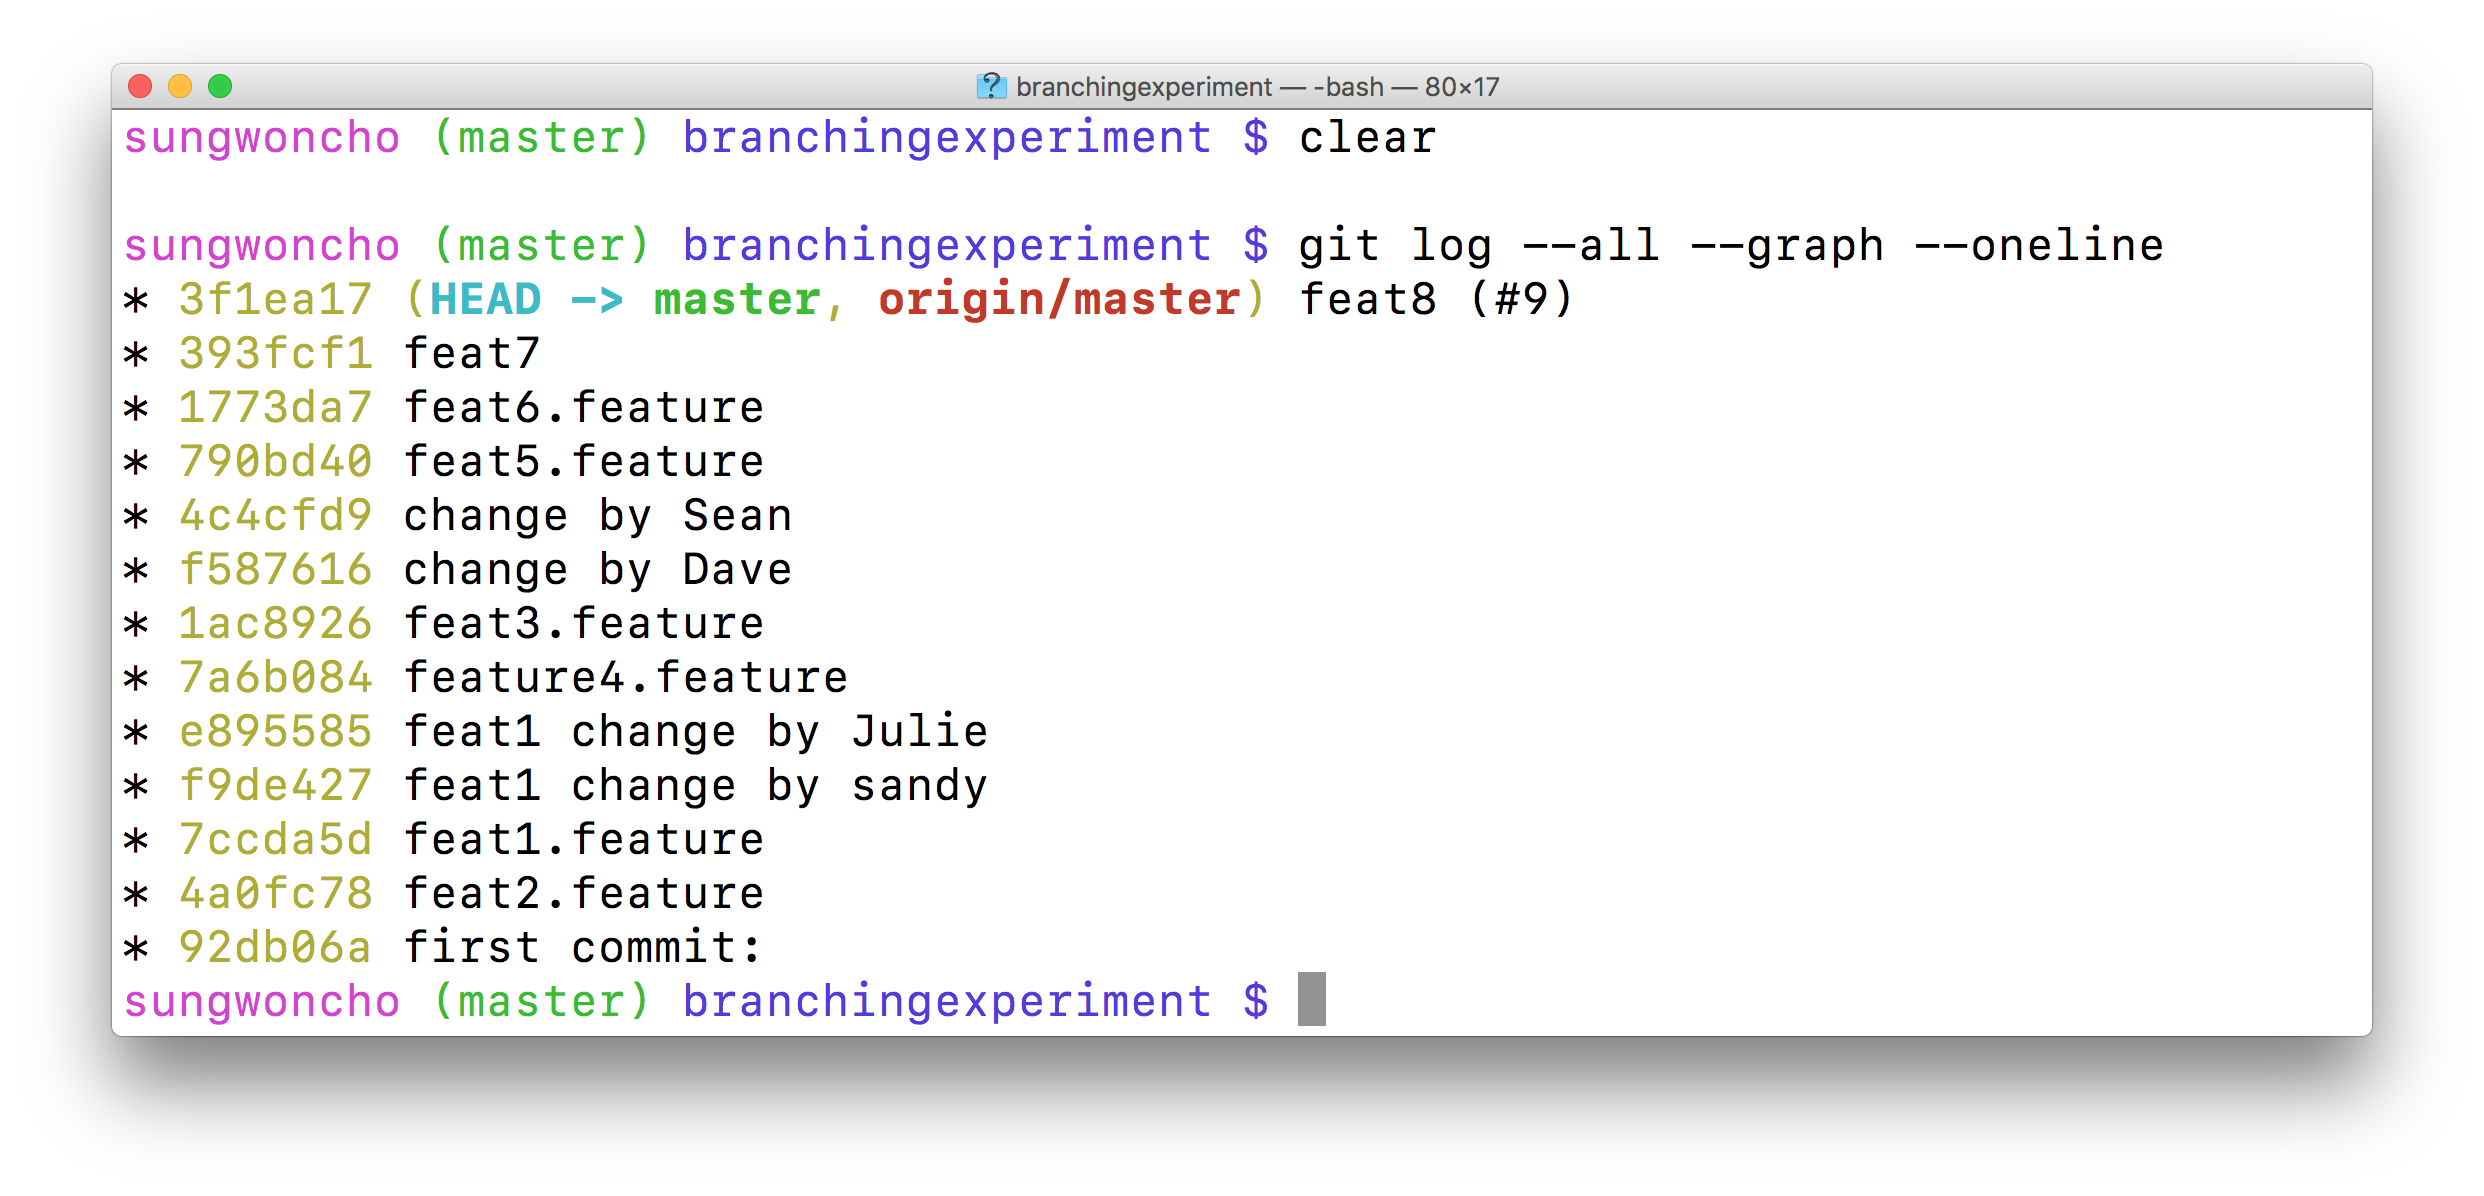 branchingexperiment — -bash — 80×17
sungwoncho (master) branchingexperiment $ clear
sungwoncho (master) branchingexperiment $ git log --all --graph --oneline
* 3f1ea17 (HEAD -> master, origin/master) feat8 (#9)
* 393fcf1 feat7
* 1773da7 feat6.feature
* 790bd40 feat5.feature
* 4c4cfd9 change by Sean
* f587616 change by Dave
* 1ac8926 feat3.feature
* 7a6b084 feature4.feature
* e895585 feat1 change by Julie
* f9de427 feat1 change by sandy
* 7ccda5d feat1.feature
* 4a0fc78 feat2.feature
* 92db06a first commit:
sungwoncho (master) branchingexperiment $